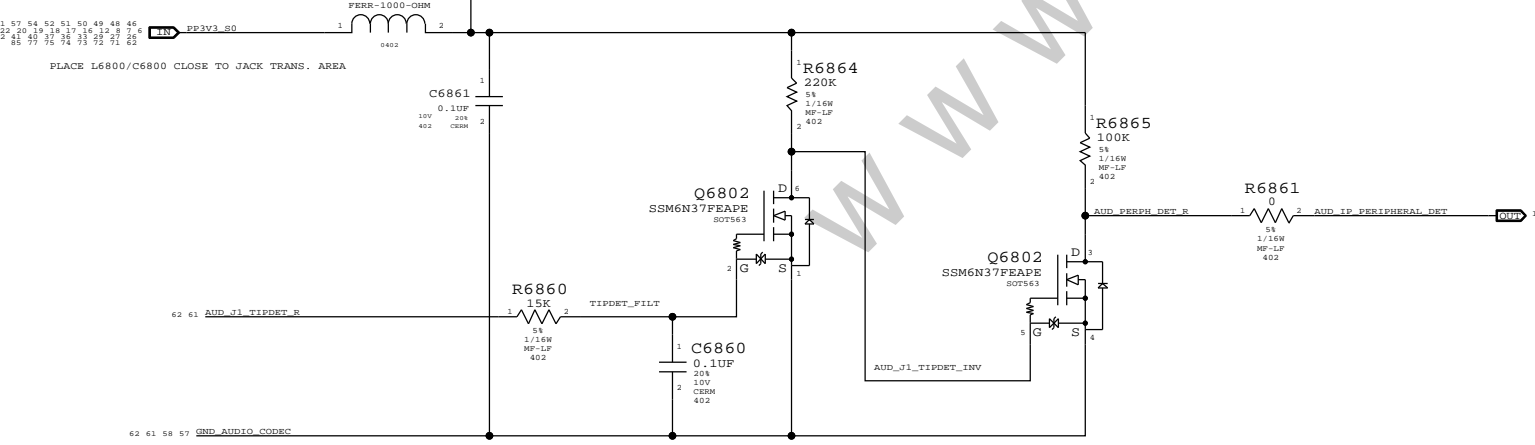 FERR-1000-OHM
1 57 54 52 51 50 49 48 46
22 20 19 18 17 16 12 8 7 6
2 41 40 37 36 33 29 27 26
85 77 75 74 73 72 71 62
IN PP3V3_S0
1 2
0402
PLACE L6800/C6800 CLOSE TO JACK TRANS. AREA
1
C6861
0.1UF
10V 20%
402 CERM
2
1
R6864
220K
5%
1/16W
MF-LF
402
2
1
R6865
100K
5%
1/16W
MF-LF
402
2
Q6802
SSM6N37FEAPE
SOT563
D 6
2 G S 1
R6861
0
AUD_PERPH_DET_R 1 2 AUD_IP_PERIPHERAL_DET OUT
5%
1/16W
MF-LF
402
Q6802
SSM6N37FEAPE
SOT563
D 3
5 G S 4
R6860
15K
62 61 AUD_J1_TIPDET_R 1 2 TIPDET_FILT
5%
1/16W
MF-LF
402
1
C6860
0.1UF
20%
10V
CERM
402
2
AUD_J1_TIPDET_INV
62 61 58 57 GND_AUDIO_CODEC
w w w